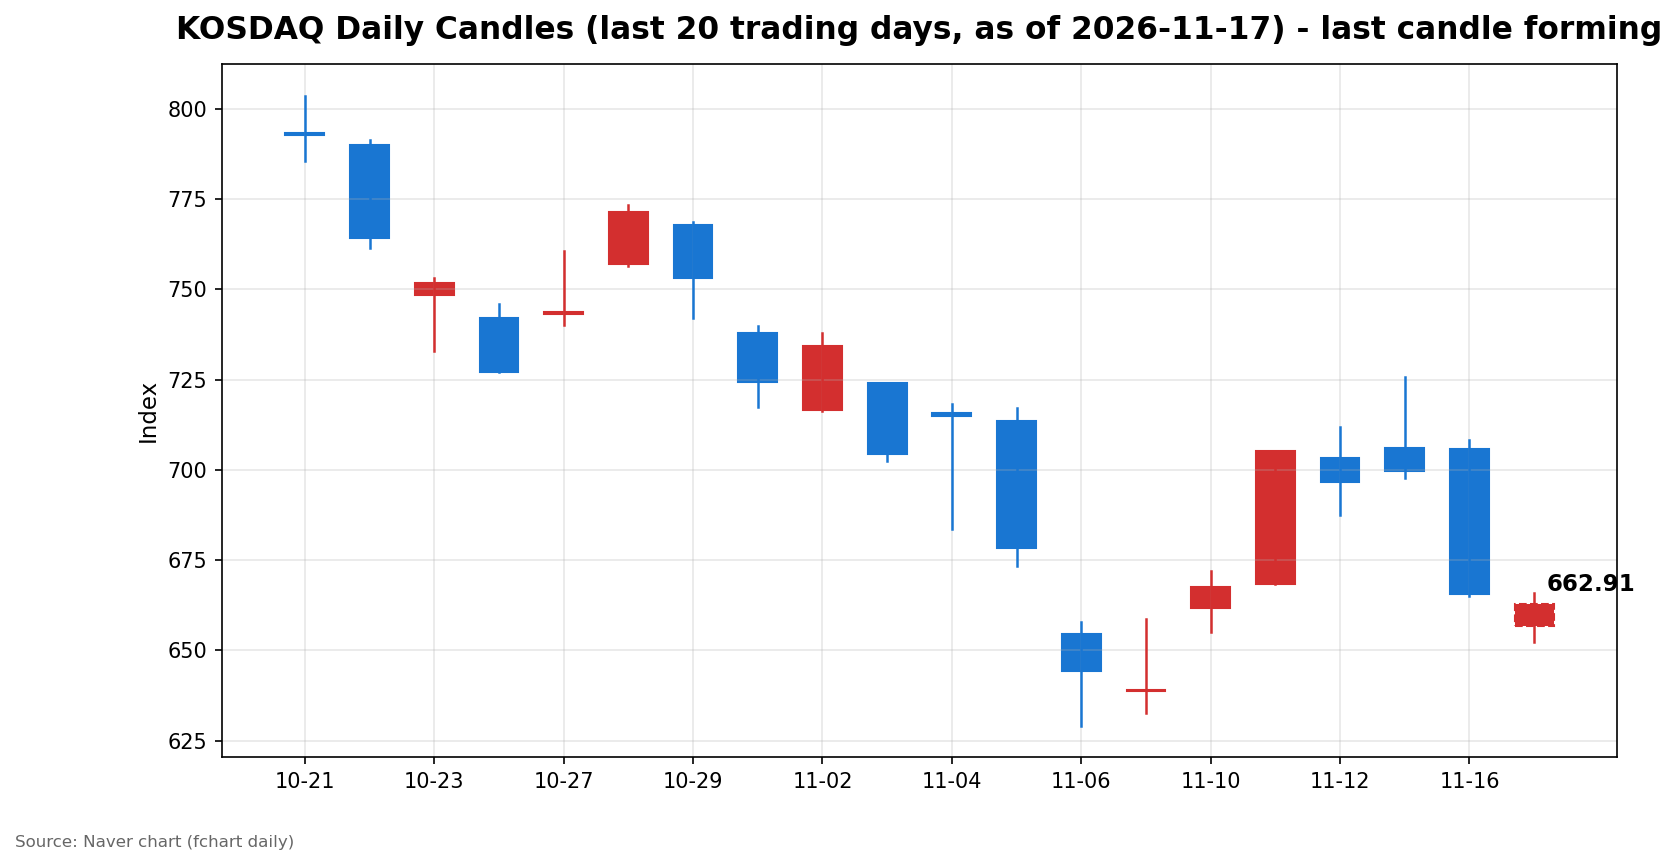 KOSDAQ Daily Candles (last 20 trading days, as of 2026-11-17) - last candle forming
800
775
750
725
700
675
650
625
Index
662.91
10-21 10-23 10-27 10-29 11-02 11-04 11-06 11-10 11-12 11-16
Source: Naver chart (fchart daily)